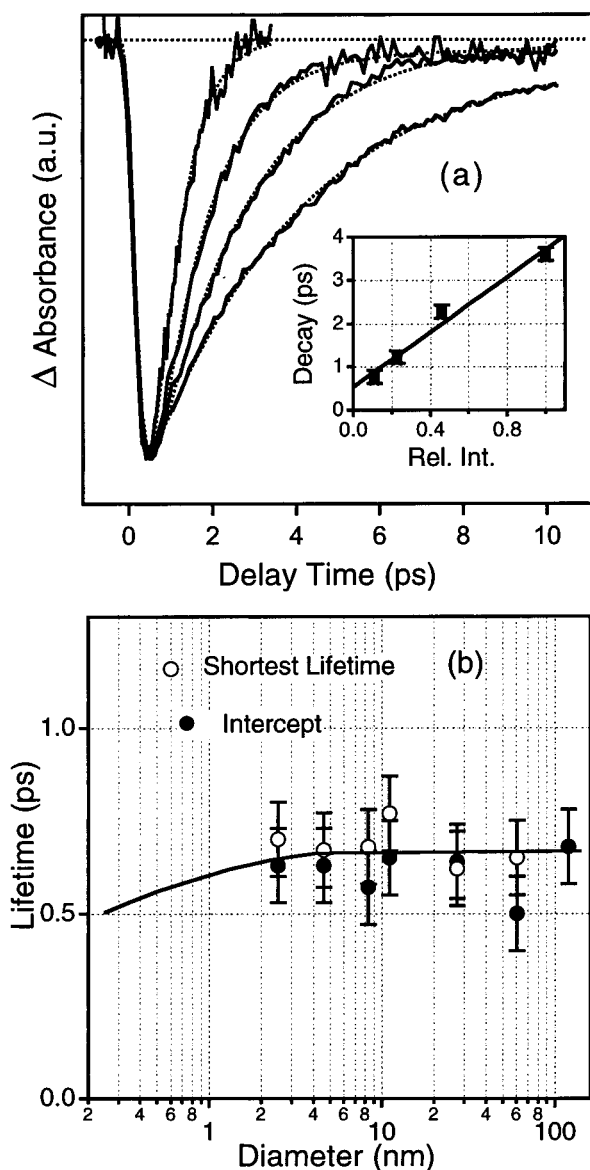 (a)
Δ Absorbance (a.u.)
0 2 4 6 8 10
Delay Time (ps)
Decay (ps)
4
3
2
1
0
0.0 0.4 0.8
Rel. Int.
(b)
Shortest Lifetime
Intercept
Lifetime (ps)
1.0
0.5
0.0
2 4 6 8 1 2 4 6 8 10 2 4 6 8 100
Diameter (nm)